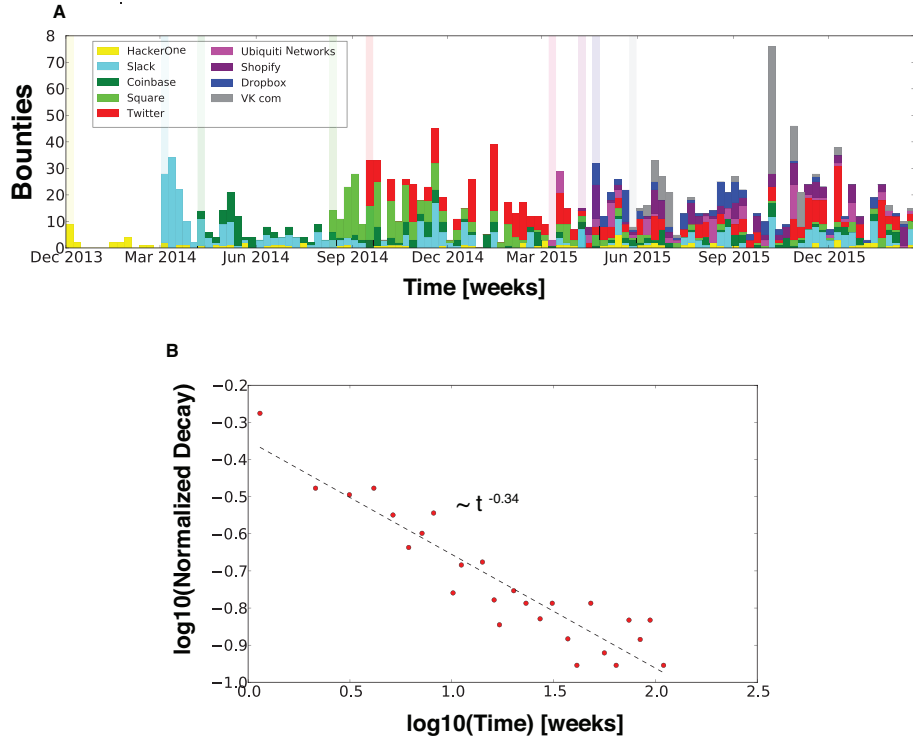 A
Bounties
80
70
60
50
40
30
20
10
0
HackerOne
Slack
Coinbase
Square
Twitter
Ubiquiti Networks
Shopify
Dropbox
VK com
Dec 2013 Mar 2014 Jun 2014 Sep 2014 Dec 2014 Mar 2015 Jun 2015 Sep 2015 Dec 2015
Time [weeks]
B
log10(Normalized Decay)
−0.2
−0.3
−0.4
−0.5
−0.6
−0.7
−0.8
−0.9
−1.0
~ t -0.34
0.0 0.5 1.0 1.5 2.0 2.5
log10(Time) [weeks]